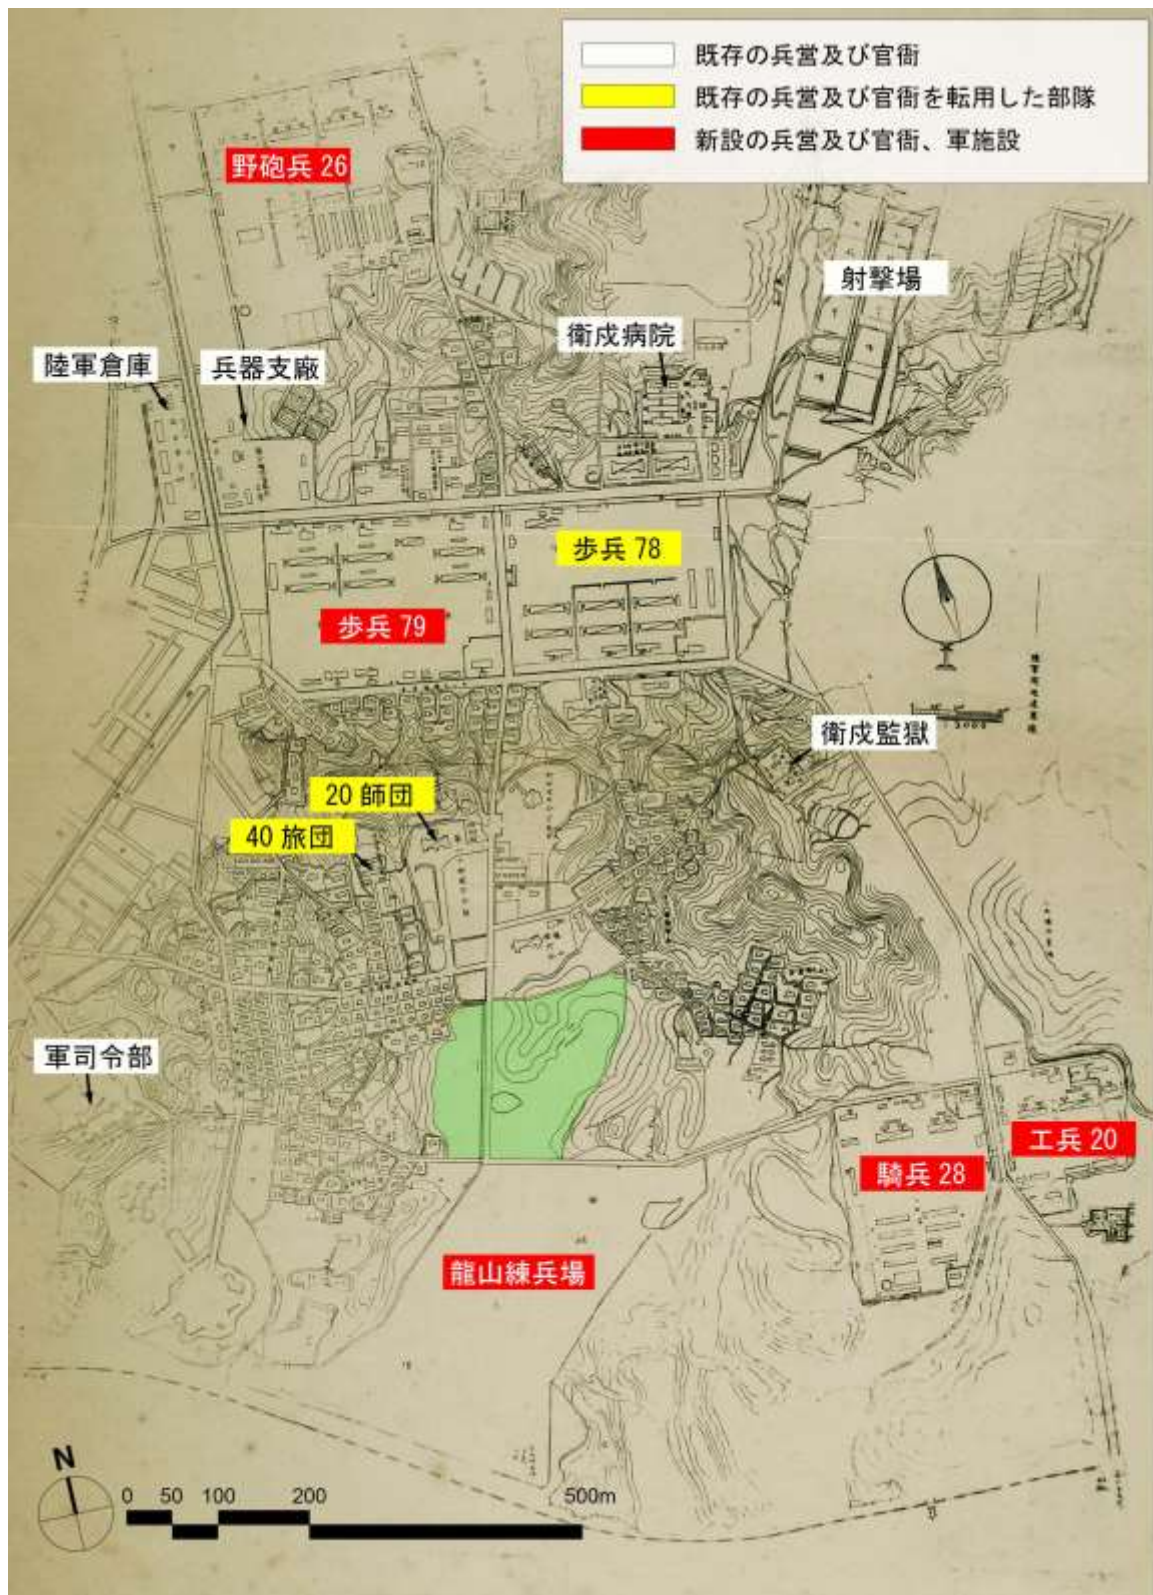 既存の兵営及び官衙
既存の兵営及び官衙を転用した部隊
新設の兵営及び官衙、軍施設
野砲兵 26
射撃場
衛戍病院
陸軍倉庫
兵器支廠
歩兵 78
歩兵 79
衛戍監獄
20 師団
40 旅団
軍司令部
工兵 20
騎兵 28
龍山練兵場
N
0 50 100 200 500m